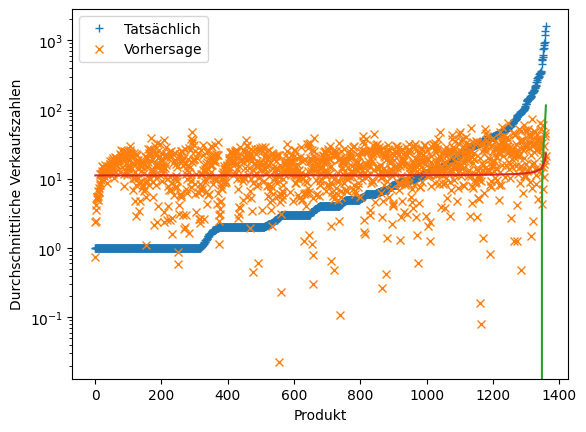 Tatsächlich
Vorhersage
Durchschnittliche Verkaufszahlen
10³
10²
10¹
10⁰
10⁻¹
0 200 400 600 800 1000 1200 1400
Produkt